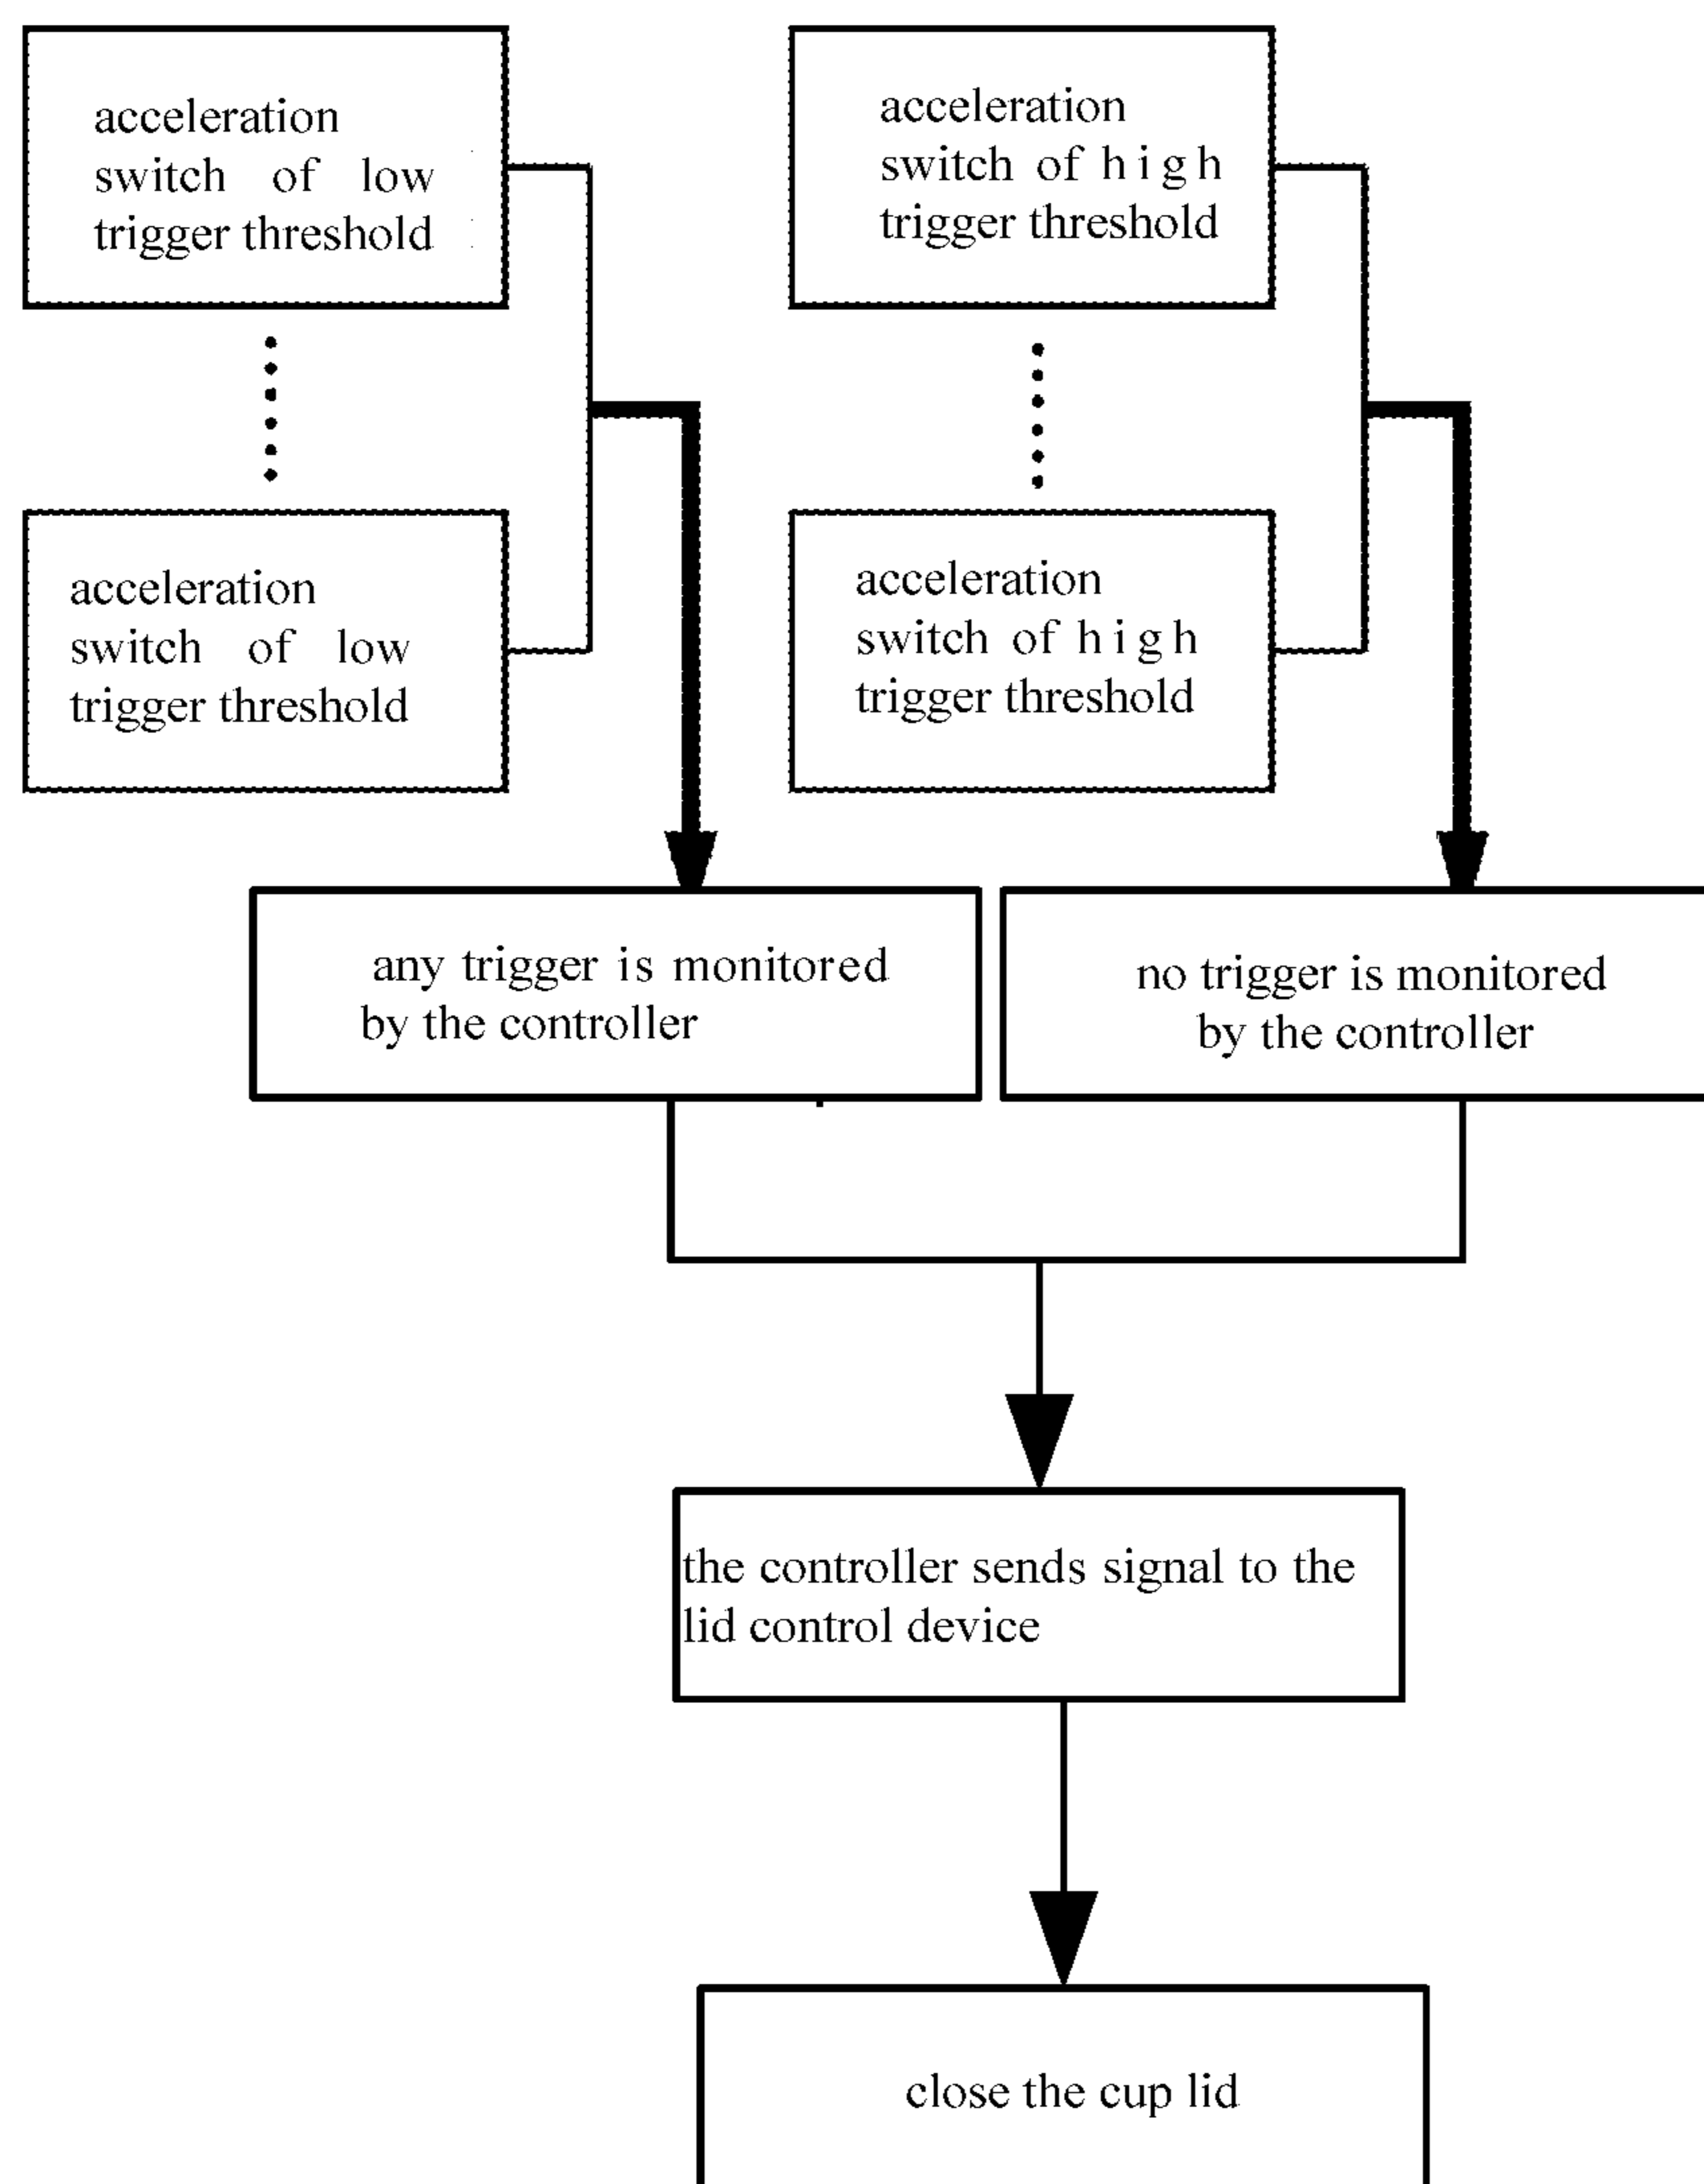 acceleration
switch of low
trigger threshold
acceleration
switch of high
trigger threshold
acceleration
switch of low
trigger threshold
acceleration
switch of high
trigger threshold
any trigger is monitored
by the controller
no trigger is monitored
by the controller
the controller sends signal to the
lid control device
close the cup lid